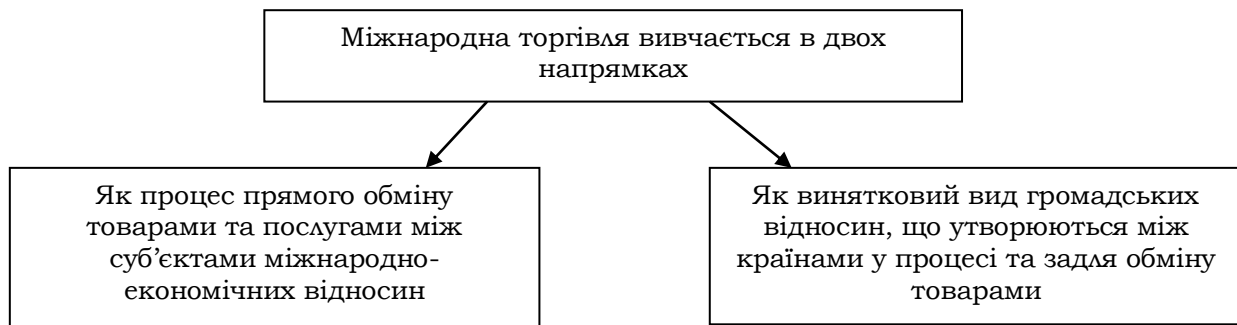 Міжнародна торгівля вивчається в двох
напрямках
Як процес прямого обміну
товарами та послугами між
суб’єктами міжнародно-
економічних відносин
Як винятковий вид громадських
відносин, що утворюються між
країнами у процесі та задля обміну
товарами